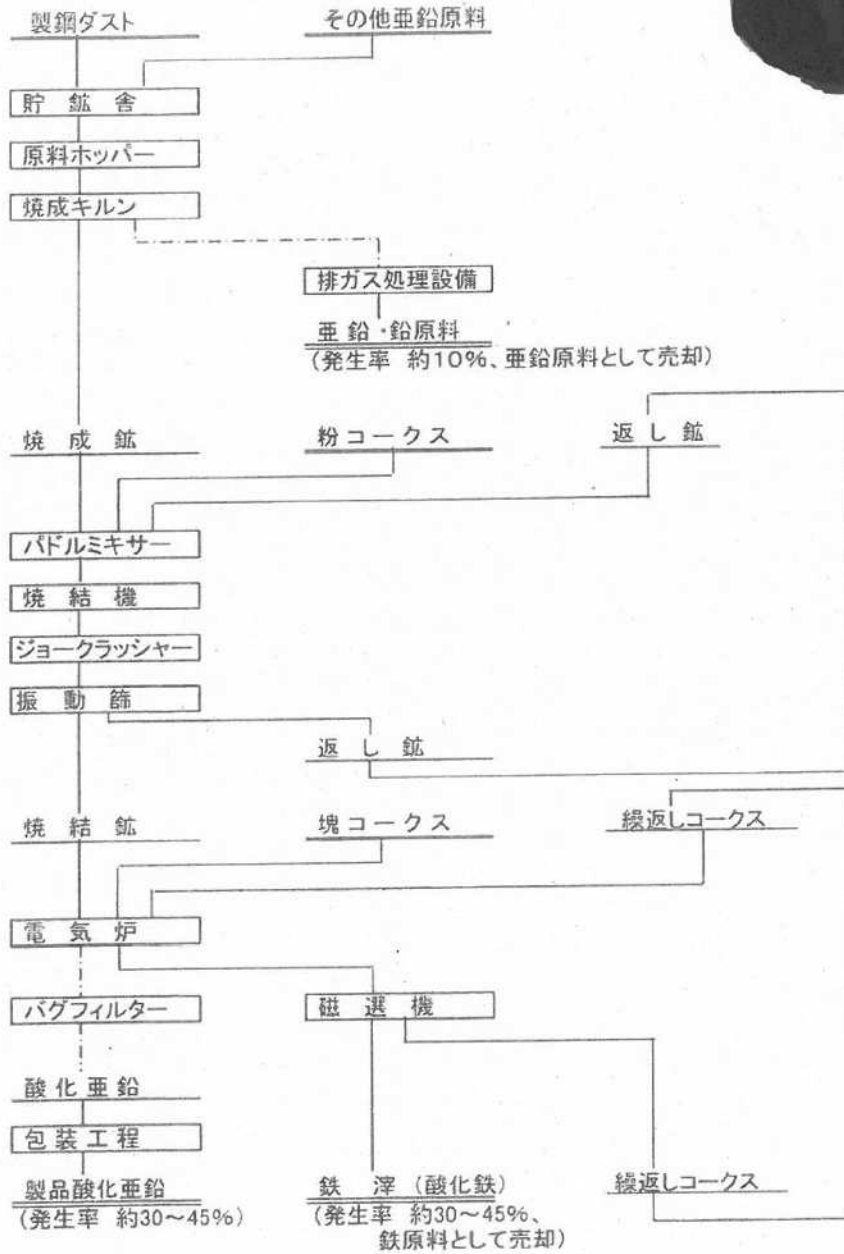 製鋼ダスト
その他亜鉛原料
貯鉱舎
原料ホッパー
焼成キルン
排ガス処理設備
亜鉛・鉛原料
(発生率 約10%、亜鉛原料として売却)
焼成鉱
粉コークス
返し鉱
パドルミキサー
焼結機
ジョークラッシャー
振動篩
返し鉱
焼結鉱
塊コークス
繰返しコークス
電気炉
バグフィルター
磁選機
酸化亜鉛
包装工程
製品酸化亜鉛
(発生率 約30~45%)
鉄滓(酸化鉄)
(発生率 約30~45%、
鉄原料として売却)
繰返しコークス